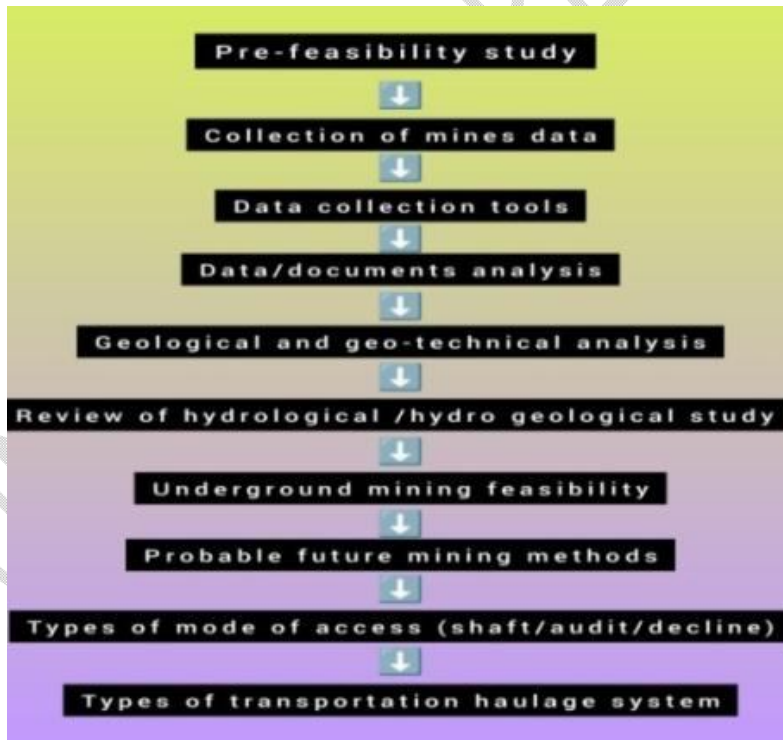 Pre-feasibility study
Collection of mines data
Data collection tools
Data/documents analysis
Geological and geo-technical analysis
Review of hydrological /hydro geological study
Underground mining feasibility
Probable future mining methods
Types of mode of access (shaft/audit/decline)
Types of transportation haulage system